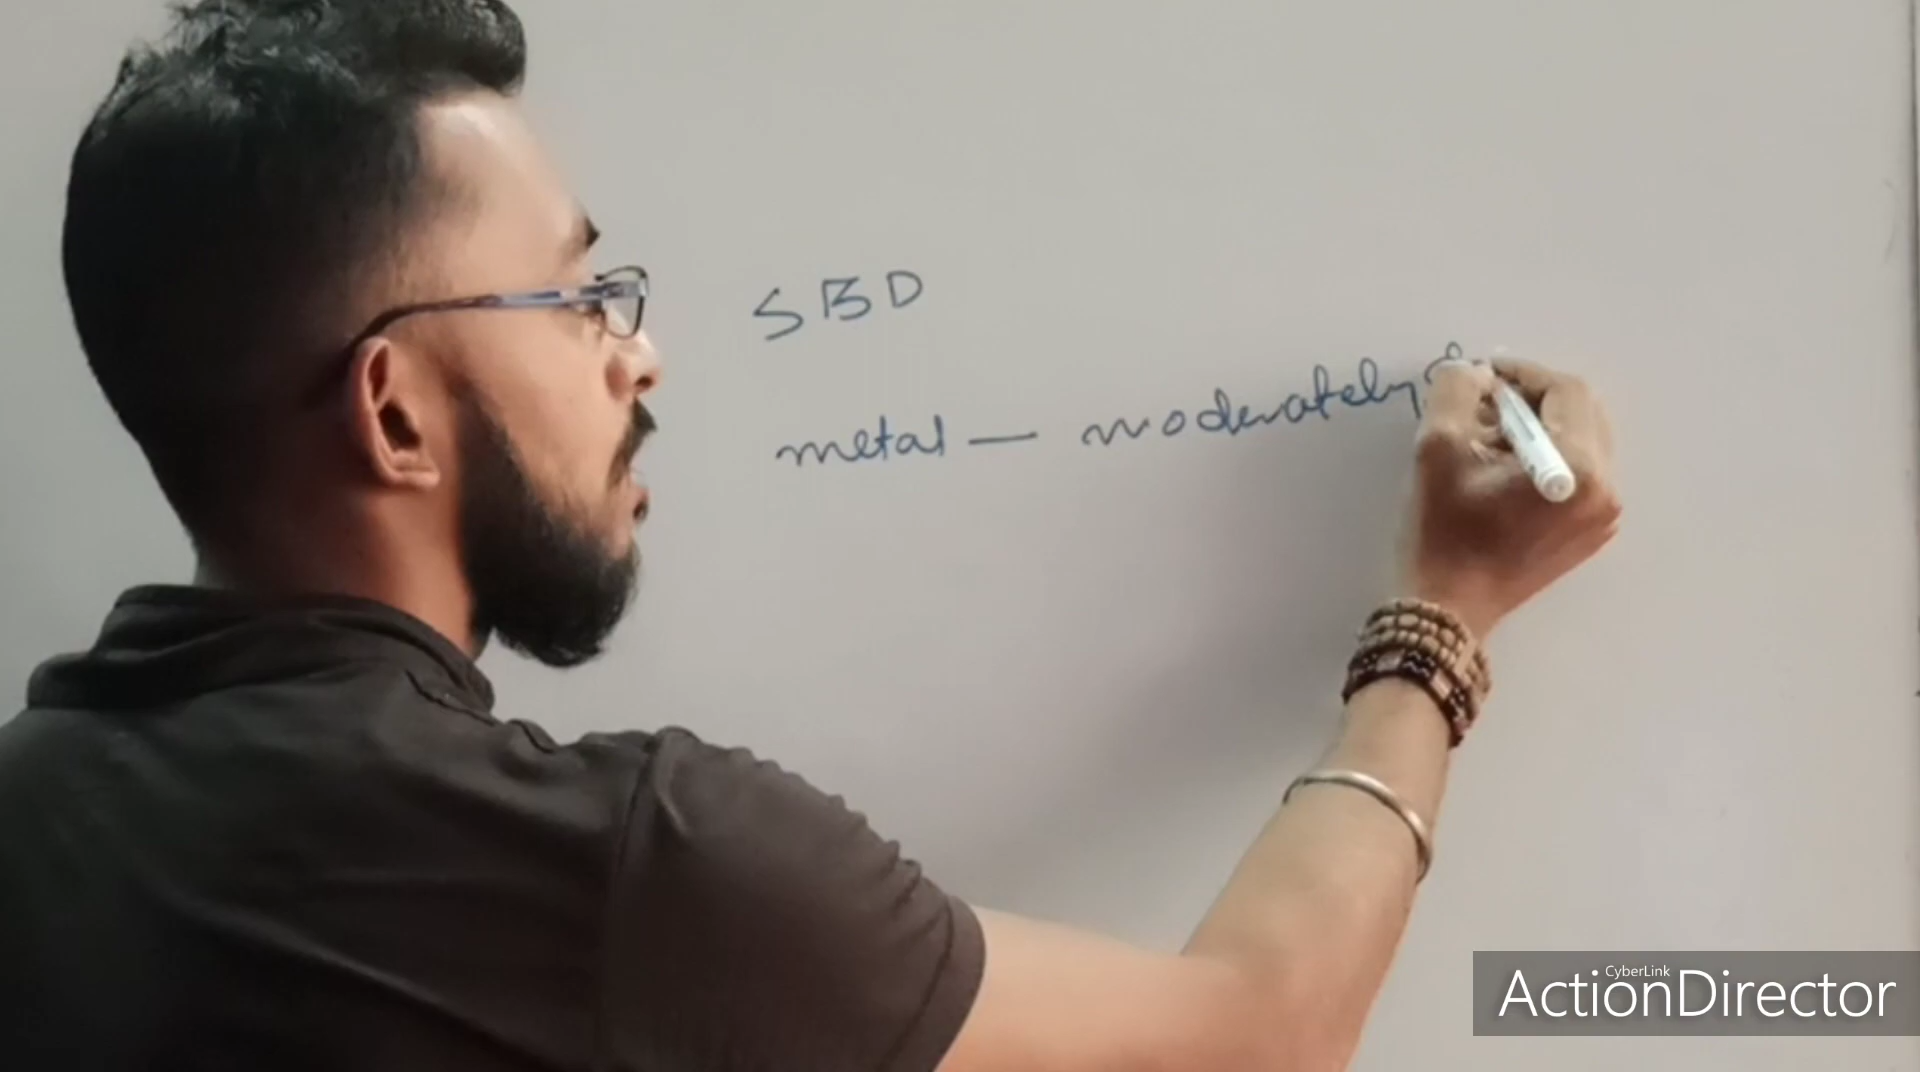 SBD
metal — moderately
CyberLink
ActionDirector